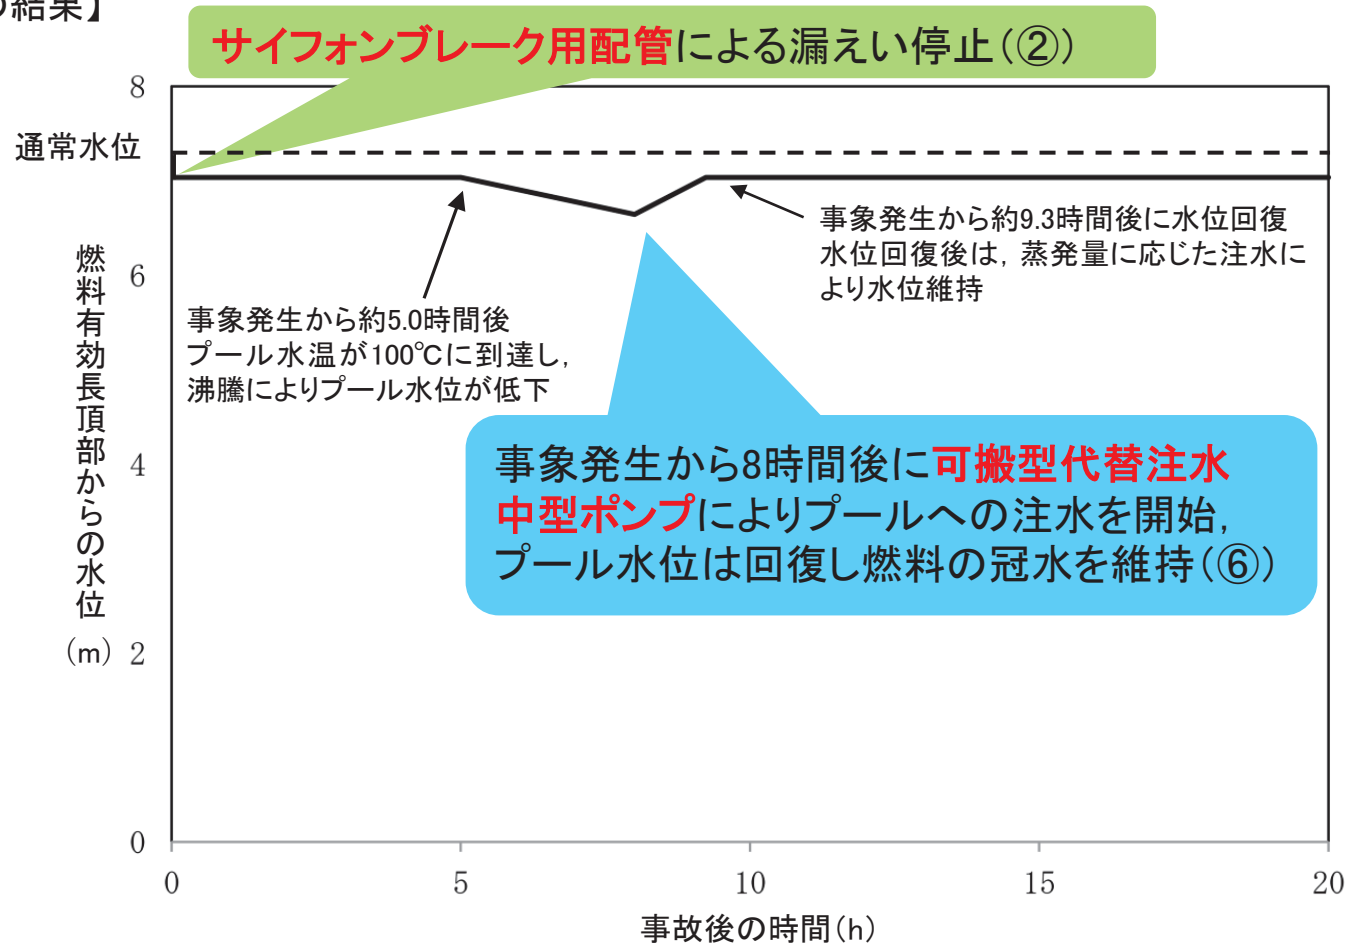 の結果】
サイフォンブレーク用配管による漏えい停止（②）
8
通常水位
事象発生から約9.3時間後に水位回復
水位回復後は，蒸発量に応じた注水に
より水位維持
燃料有効長頂部からの水位
（m）
6
事象発生から約5.0時間後
プール水温が100℃に到達し，
沸騰によりプール水位が低下
4
事象発生から8時間後に可搬型代替注水
中型ポンプによりプールへの注水を開始，
プール水位は回復し燃料の冠水を維持（⑥）
2
0
0 5 10 15 20
事故後の時間（h）